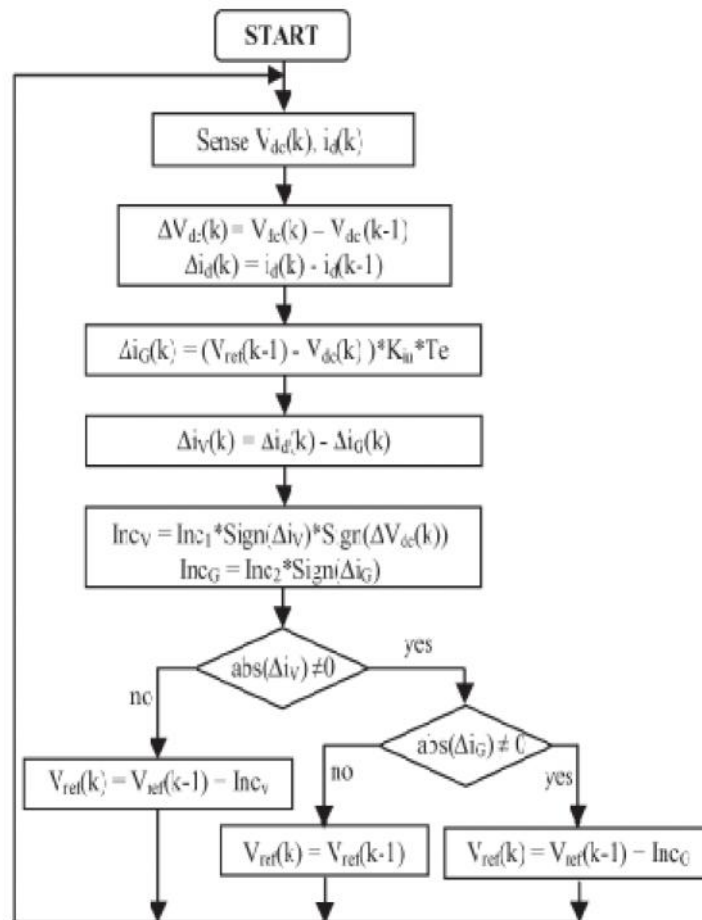 START
Sense V_dc(k), i_d(k)
ΔV_dc(k) = V_dc(k) – V_dc(k-1)
Δi_d(k) = i_d(k) - i_d(k-1)
Δi_G(k) = (V_ref(k-1) - V_dc(k) )*K_iu*Te
Δi_V(k) = Δi_d(k) - Δi_G(k)
Inc_V = Inc_1*Sign(Δi_V)*Sign(ΔV_dc(k))
Inc_G = Inc_2*Sign(Δi_G)
abs(Δi_V) ≠0
yes
no
abs(Δi_G) ≠ 0
no
yes
V_ref(k) = V_ref(k-1) – Inc_V
V_ref(k) = V_ref(k-1)
V_ref(k) = V_ref(k-1) – Inc_G